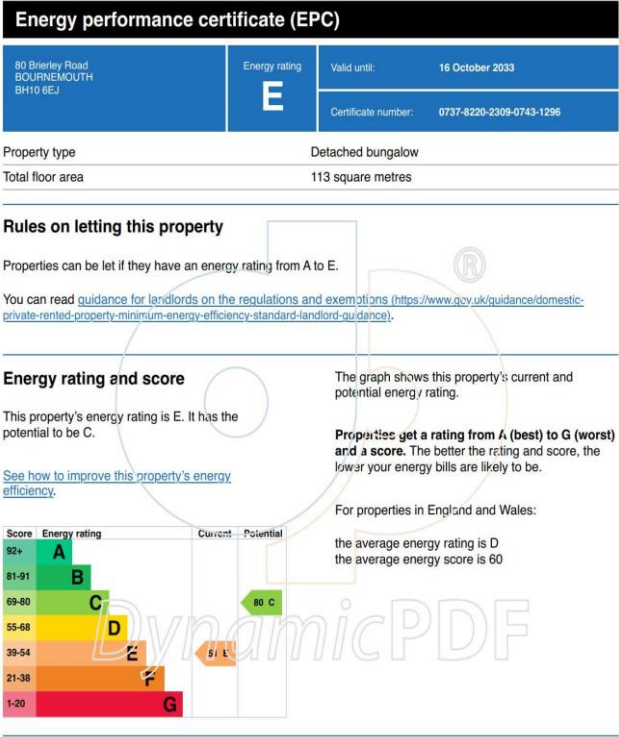 Energy performance certificate (EPC)
80 Brierley Road
BOURNEMOUTH
BH10 6EJ
Energy rating
E
Valid until:
16 October 2033
Certificate number:
0737-8220-2309-0743-1296
Property type
Detached bungalow
Total floor area
113 square metres
Rules on letting this property
Properties can be let if they have an energy rating from A to E.
You can read guidance for landlords on the regulations and exemptions (https://www.gov.uk/guidance/domestic-
private-rented-property-minimum-energy-efficiency-standard-landlord-guidance).
Energy rating and score
This property's energy rating is E. It has the
potential to be C.
See how to improve this property's energy
efficiency.
The graph shows this property's current and
potential energy rating.
Properties get a rating from A (best) to G (worst)
and a score. The better the rating and score, the
lower your energy bills are likely to be.
For properties in England and Wales:
the average energy rating is D
the average energy score is 60
Score Energy rating Current Potential
92+ A
81-91 B
69-80 C 80 C
55-68 D
39-54 E E
21-38 F
1-20 G
DynamicPDF
®